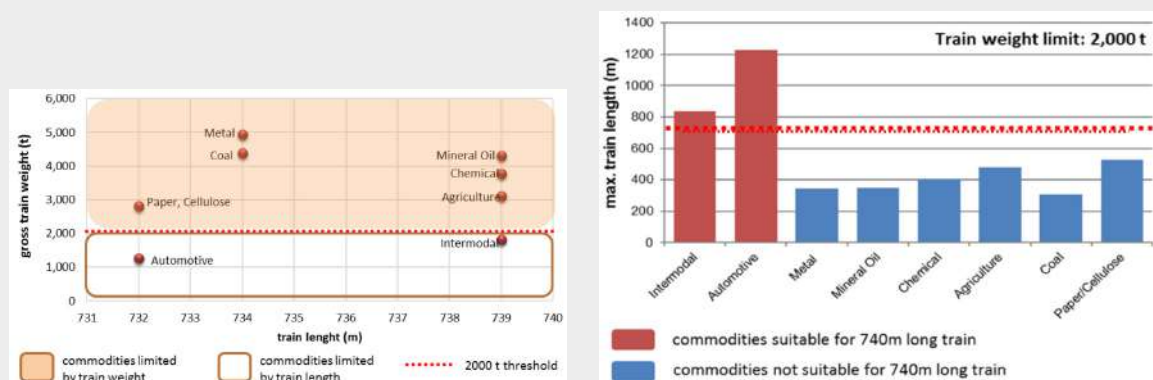 6,000
5,000
4,000
3,000
2,000
1,000
0
gross train weight (t)
Metal
Coal
Mineral Oil
Chemical
Agriculture
Paper, Cellulose
Intermodal
Automotive
731 732 733 734 735 736 737 738 739 740
train lenght (m)
commodities limited
by train weight
commodities limited
by train length
2000 t threshold
1400
1200
1000
800
600
400
200
0
max. train length (m)
Train weight limit: 2,000 t
Intermodal
Automotive
Metal
Mineral Oil
Chemical
Agriculture
Coal
Paper/Cellulose
commodities suitable for 740m long train
commodities not suitable for 740m long train